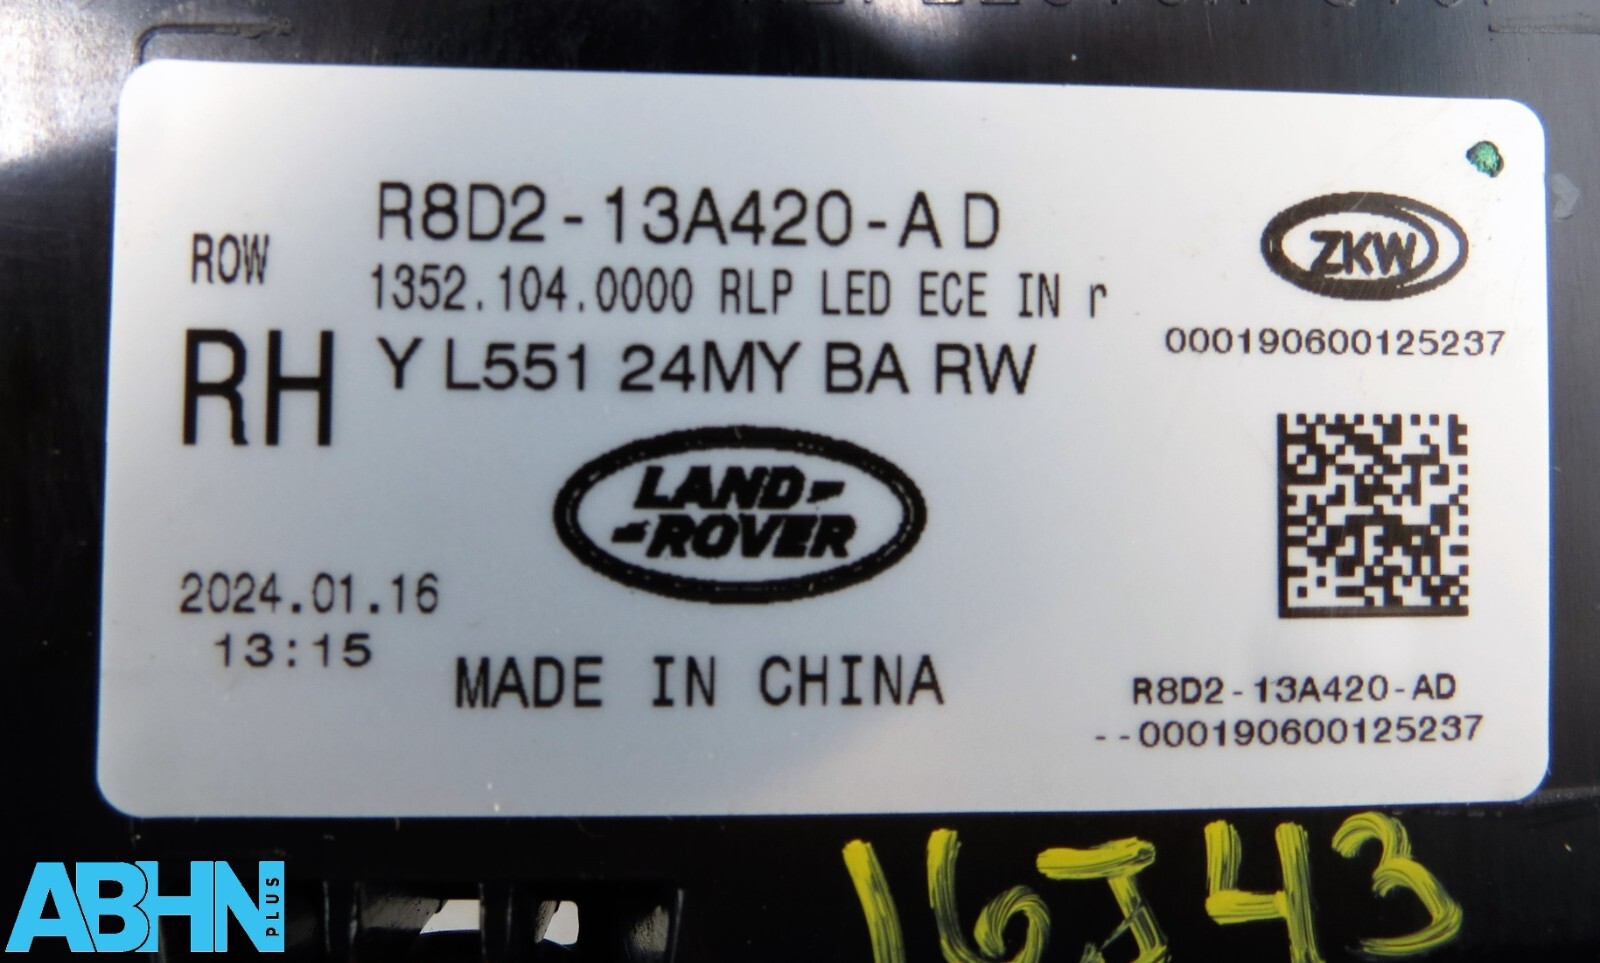 ROW
R8D2-13A420-AD
1352.104.0000 RLP LED ECE IN r
RH
Y L551 24MY BA RW
ZKW
000190600125237
LAND-
-ROVER
2024.01.16
13:15
MADE IN CHINA
R8D2-13A420-AD
--000190600125237
16J43
ABHN
PLUS